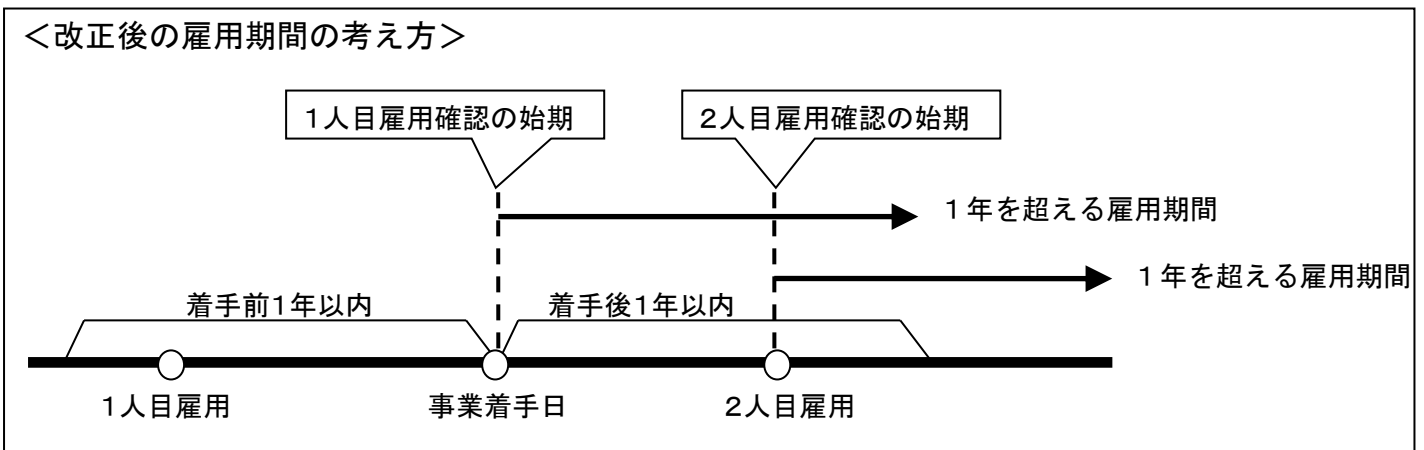 ＜改正後の雇用期間の考え方＞
１人目雇用確認の始期
２人目雇用確認の始期
１年を超える雇用期間
１年を超える雇用期間
着手前1年以内
着手後1年以内
１人目雇用
事業着手日
２人目雇用